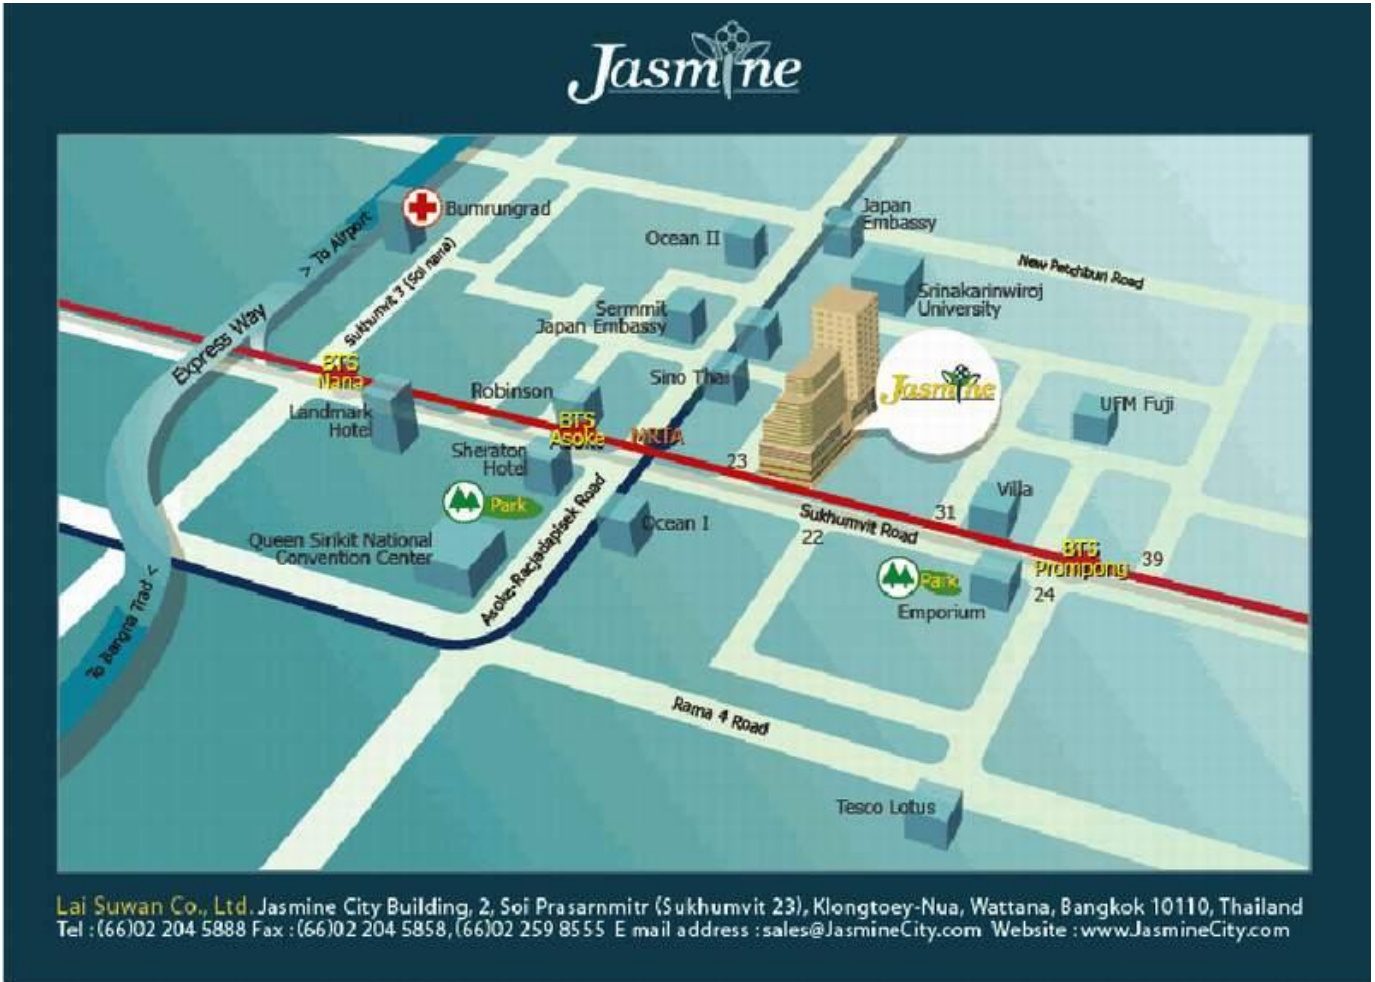 Jasmine
Bumrungrad
Japan
Embassy
Ocean II
> To Airport
Sukhumvit 3 (Soi nana)
New Petchburi Road
Srinakarinwiroj
University
Sermmit
Japan Embassy
Express Way
BTS
Nana
Sino Thai
Jasmine
Robinson
Landmark
Hotel
UFM Fuji
BTS
Asoke
MRTA
Sheraton
Hotel
23
Villa
Park
31
Sukhumvit Road
22
Ocean I
Asoke-Racjadapisek Road
Queen Sirikit National
Convention Center
BTS
Prompong
39
Park
24
Emporium
To Bangna Trad <
Rama 4 Road
Tesco Lotus
Lai Suwan Co., Ltd. Jasmine City Building, 2, Soi Prasarnmitr (Sukhumvit 23), Klongtoey-Nua, Wattana, Bangkok 10110, Thailand
Tel : (66)02 204 5888 Fax : (66)02 204 5858, (66)02 259 8555 E mail address : sales@JasmineCity.com Website : www.JasmineCity.com